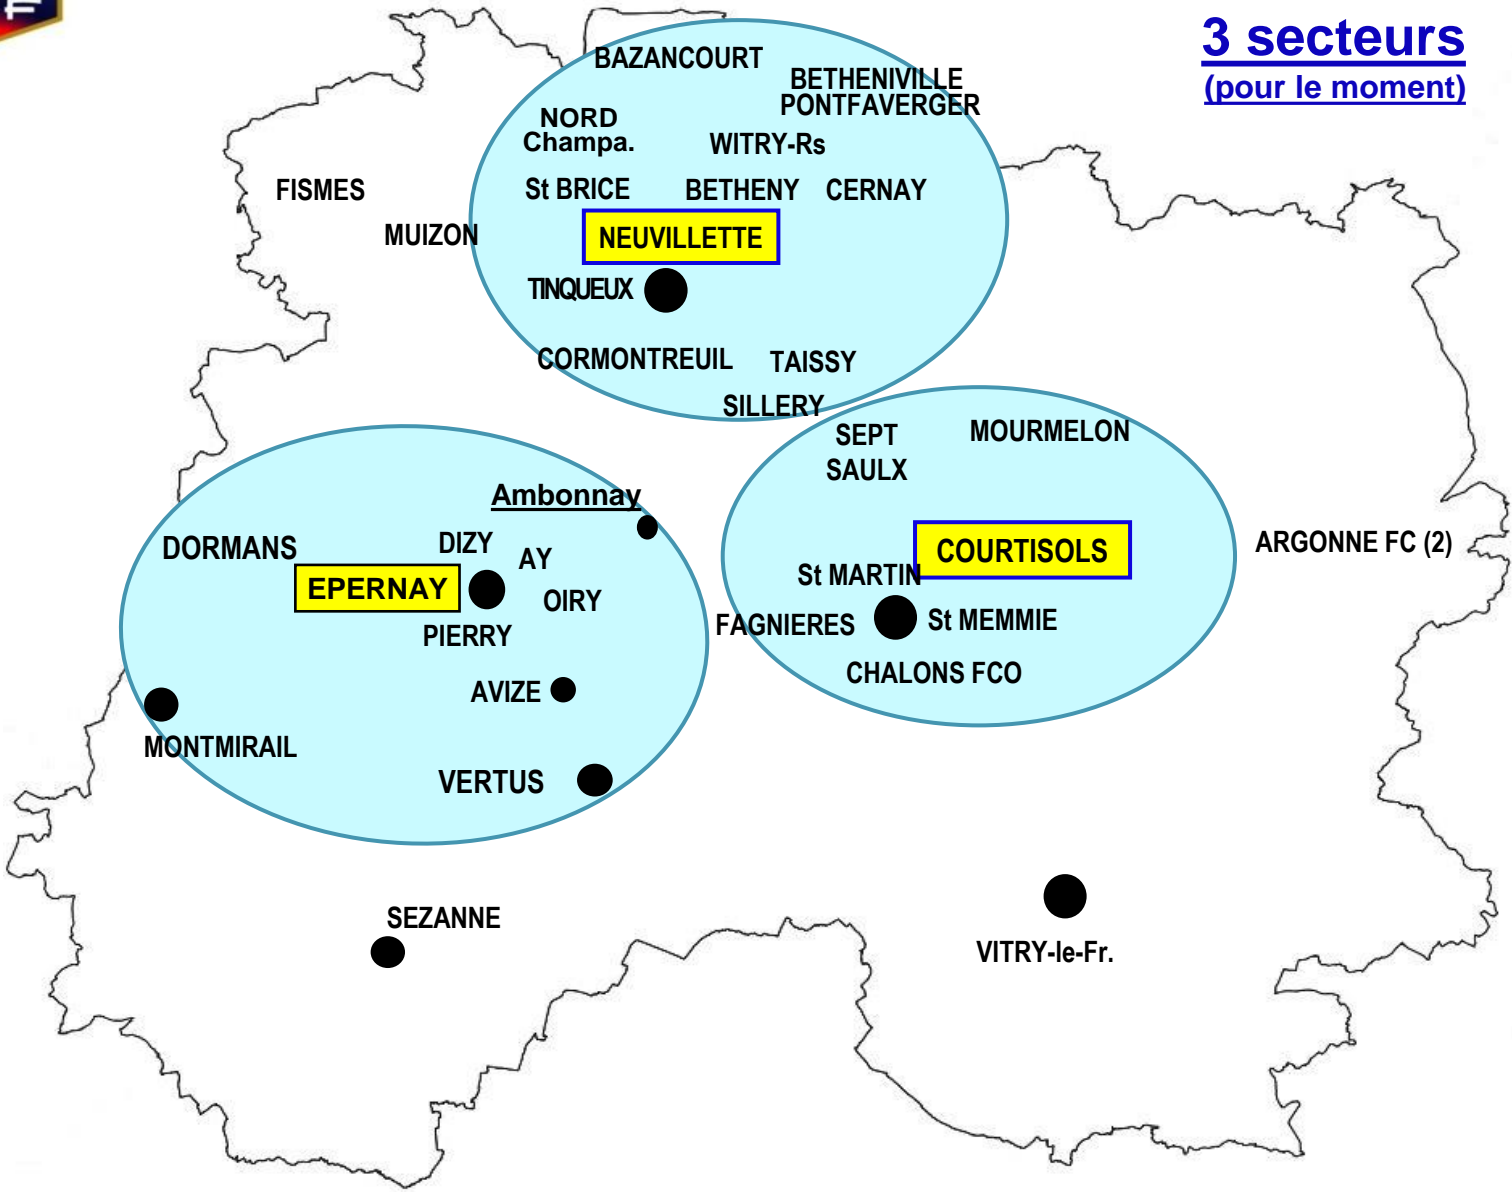 3 secteurs
(pour le moment)
BAZANCOURT
BETHENIVILLE
PONTFAVERGER
NORD
Champa.
WITRY-Rs
FISMES
St BRICE
BETHENY
CERNAY
MUIZON
NEUVILLETTE
TINQUEUX
CORMONTREUIL
TAISSY
SILLERY
SEPT
SAULX
MOURMELON
Ambonnay
DORMANS
DIZY
AY
EPERNAY
OIRY
PIERRY
AVIZE
MONTMIRAIL
VERTUS
COURTISOLS
ARGONNE FC (2)
St MARTIN
FAGNIERES
St MEMMIE
CHALONS FCO
SEZANNE
VITRY-le-Fr.